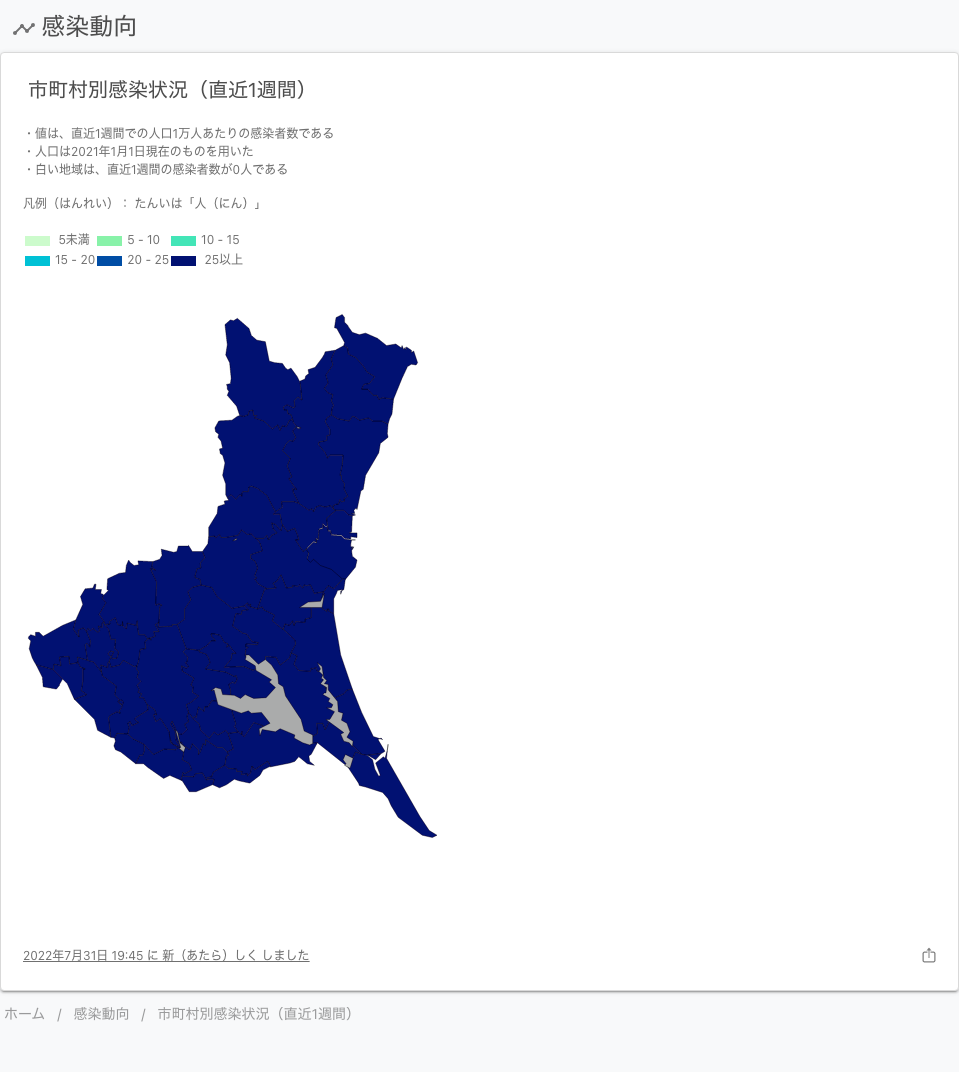 感染動向
市町村別感染状況（直近1週間）
・値は、直近1週間での人口1万人あたりの感染者数である
・人口は2021年1月1日現在のものを用いた
・白い地域は、直近1週間の感染者数が0人である
凡例（はんれい）： たんいは「人（にん）」
5未満 5 - 10 10 - 15
15 - 20 20 - 25 25以上
2022年7月31日 19:45 に 新（あたら）しく しました
ホーム / 感染動向 / 市町村別感染状況（直近1週間）